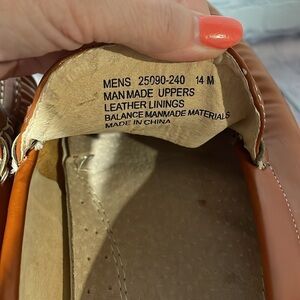 MENS 25090-240 14 M
MAN MADE UPPERS
LEATHER LININGS
BALANCE MANMADE MATERIALS
MADE IN CHINA